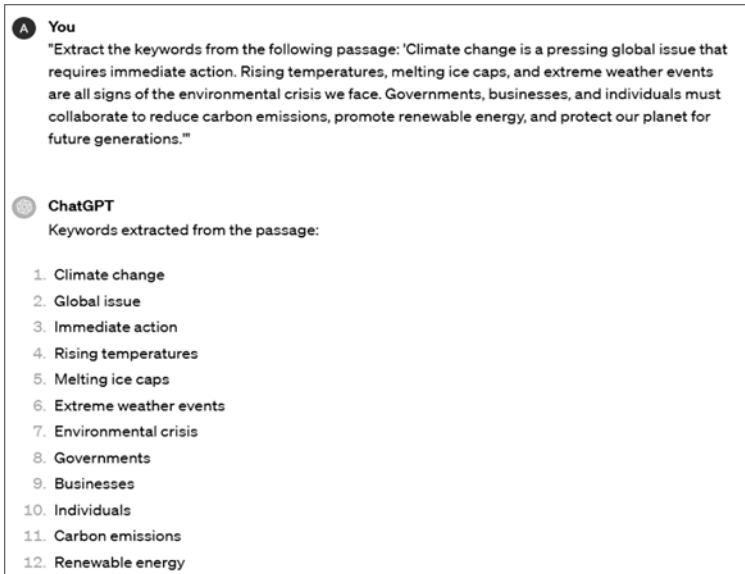 A You
"Extract the keywords from the following passage: 'Climate change is a pressing global issue that
requires immediate action. Rising temperatures, melting ice caps, and extreme weather events
are all signs of the environmental crisis we face. Governments, businesses, and individuals must
collaborate to reduce carbon emissions, promote renewable energy, and protect our planet for
future generations.'"
ChatGPT
Keywords extracted from the passage:
1. Climate change
2. Global issue
3. Immediate action
4. Rising temperatures
5. Melting ice caps
6. Extreme weather events
7. Environmental crisis
8. Governments
9. Businesses
10. Individuals
11. Carbon emissions
12. Renewable energy